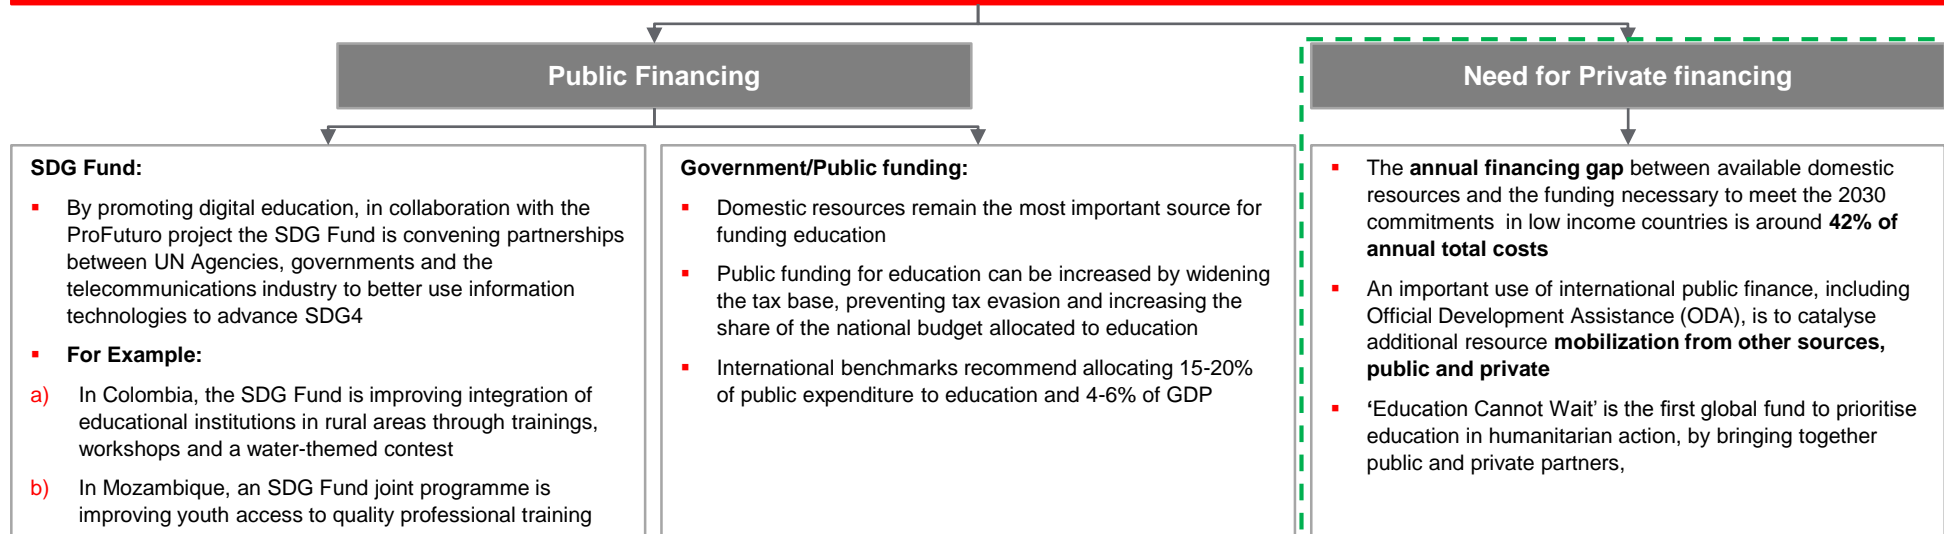 Public Financing
Need for Private financing
SDG Fund:
▪ By promoting digital education, in collaboration with the
ProFuturo project the SDG Fund is convening partnerships
between UN Agencies, governments and the
telecommunications industry to better use information
technologies to advance SDG4
▪ For Example:
a) In Colombia, the SDG Fund is improving integration of
educational institutions in rural areas through trainings,
workshops and a water-themed contest
b) In Mozambique, an SDG Fund joint programme is
improving youth access to quality professional training
Government/Public funding:
▪ Domestic resources remain the most important source for
funding education
▪ Public funding for education can be increased by widening
the tax base, preventing tax evasion and increasing the
share of the national budget allocated to education
▪ International benchmarks recommend allocating 15-20%
of public expenditure to education and 4-6% of GDP
▪ The annual financing gap between available domestic
resources and the funding necessary to meet the 2030
commitments in low income countries is around 42% of
annual total costs
▪ An important use of international public finance, including
Official Development Assistance (ODA), is to catalyse
additional resource mobilization from other sources,
public and private
▪ ‘Education Cannot Wait’ is the first global fund to prioritise
education in humanitarian action, by bringing together
public and private partners,